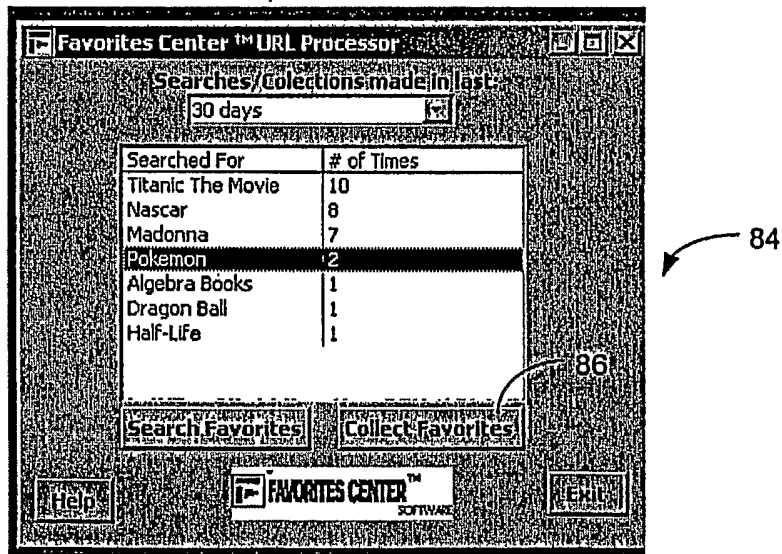 Favorites Center ™ URL Processor
Searches/Colections made in last:
30 days
Searched For # of Times
Titanic The Movie 10
Nascar 8
Madonna 7
Pokemon 2
Algebra Books 1
Dragon Ball 1
Half-Life 1
84
86
Search Favorites Collect Favorites
Help FAVORITES CENTER™ Exit
SOFTWARE